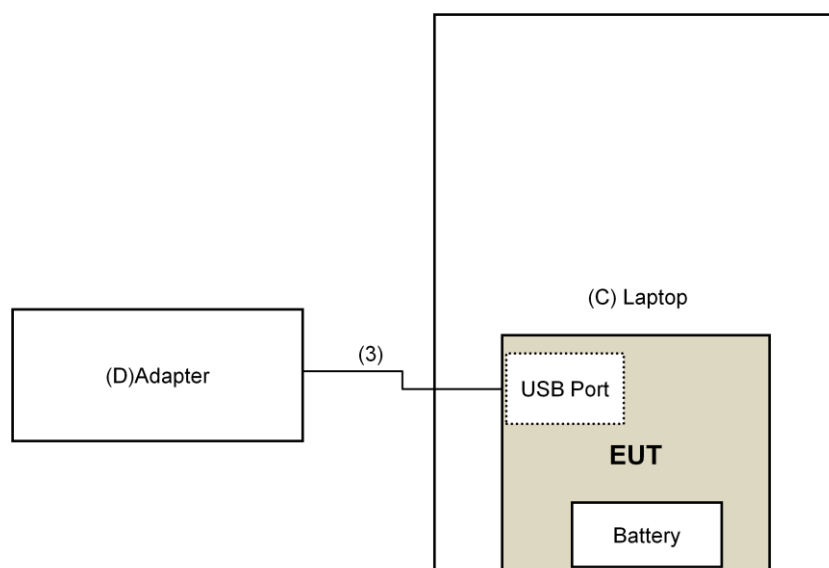 (C) Laptop
(3)
(D)Adapter
USB Port
EUT
Battery